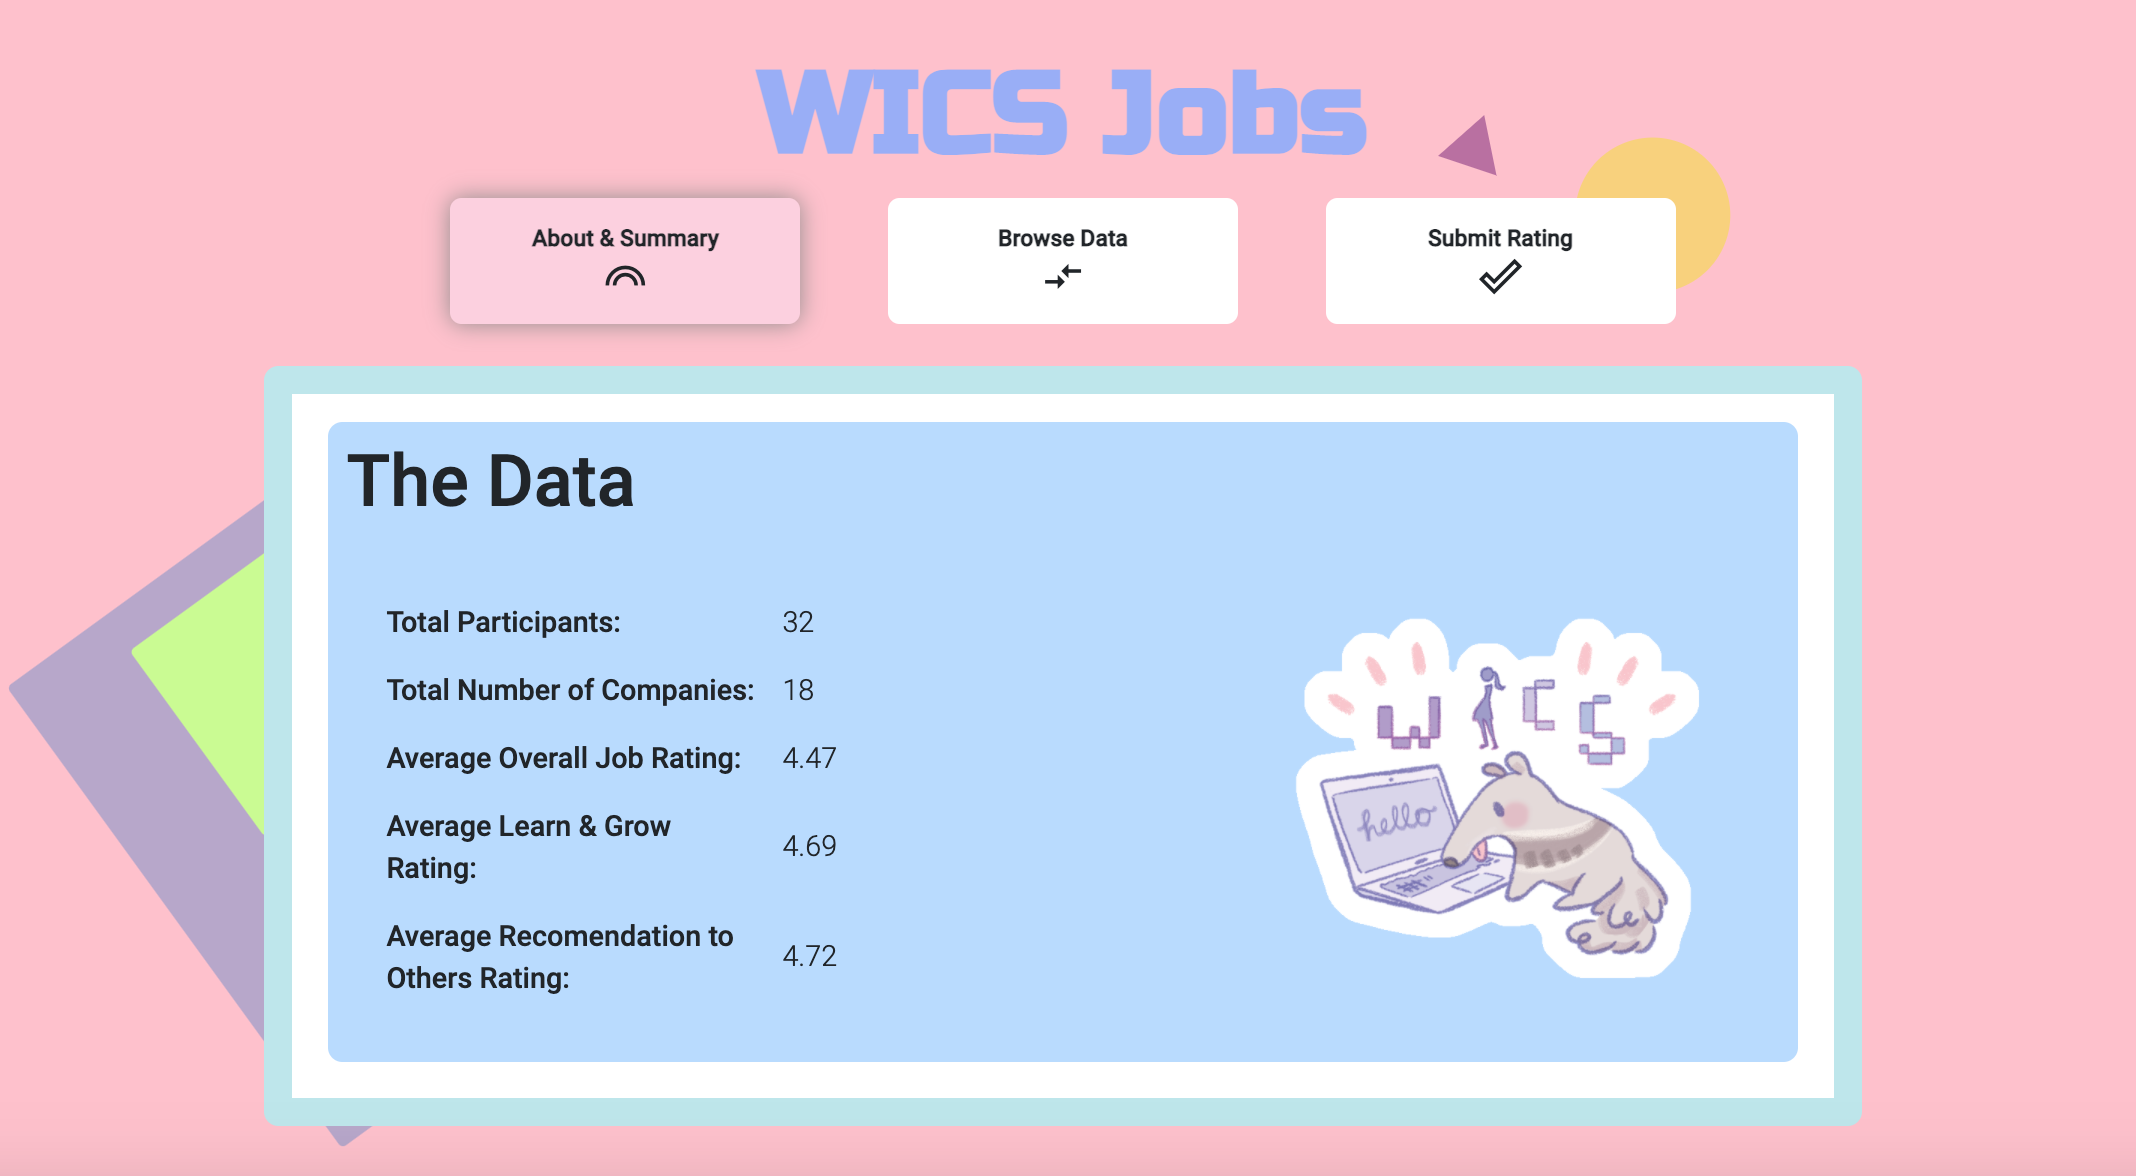 WICS Jobs
About & Summary
Browse Data
Submit Rating
The Data
Total Participants: 32
Total Number of Companies: 18
Average Overall Job Rating: 4.47
Average Learn & Grow
Rating: 4.69
Average Recomendation to
Others Rating: 4.72
W I C S
hello